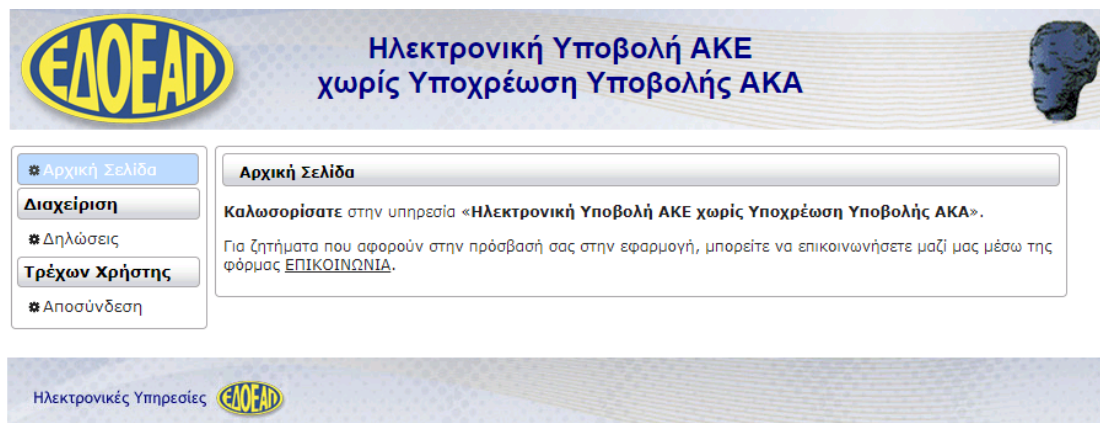 ΕΔΟΕΑΠ
Ηλεκτρονική Υποβολή ΑΚΕ
χωρίς Υποχρέωση Υποβολής ΑΚΑ
Αρχική Σελίδα
Διαχείριση
Δηλώσεις
Τρέχων Χρήστης
Αποσύνδεση
Αρχική Σελίδα
Καλωσορίσατε στην υπηρεσία «Ηλεκτρονική Υποβολή ΑΚΕ χωρίς Υποχρέωση Υποβολής ΑΚΑ».
Για ζητήματα που αφορούν στην πρόσβασή σας στην εφαρμογή, μπορείτε να επικοινωνήσετε μαζί μας μέσω της
φόρμας ΕΠΙΚΟΙΝΩΝΙΑ.
Ηλεκτρονικές Υπηρεσίες ΕΔΟΕΑΠ